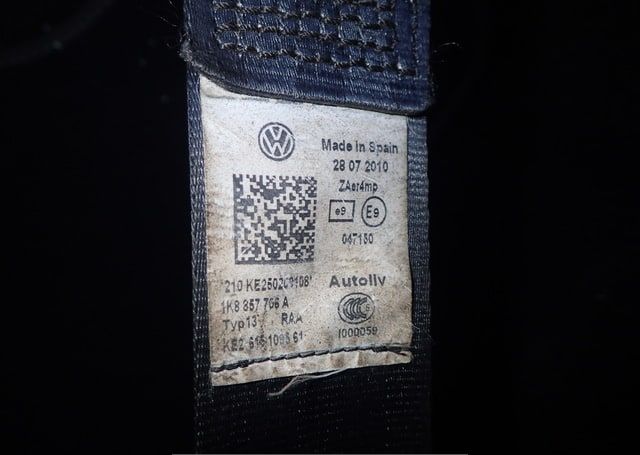 Made in Spain
28 07 2010
ZAer4mp
e9 E9
047150
1K8 857 706 A
Autoliv
Typ13 RAA
I000059